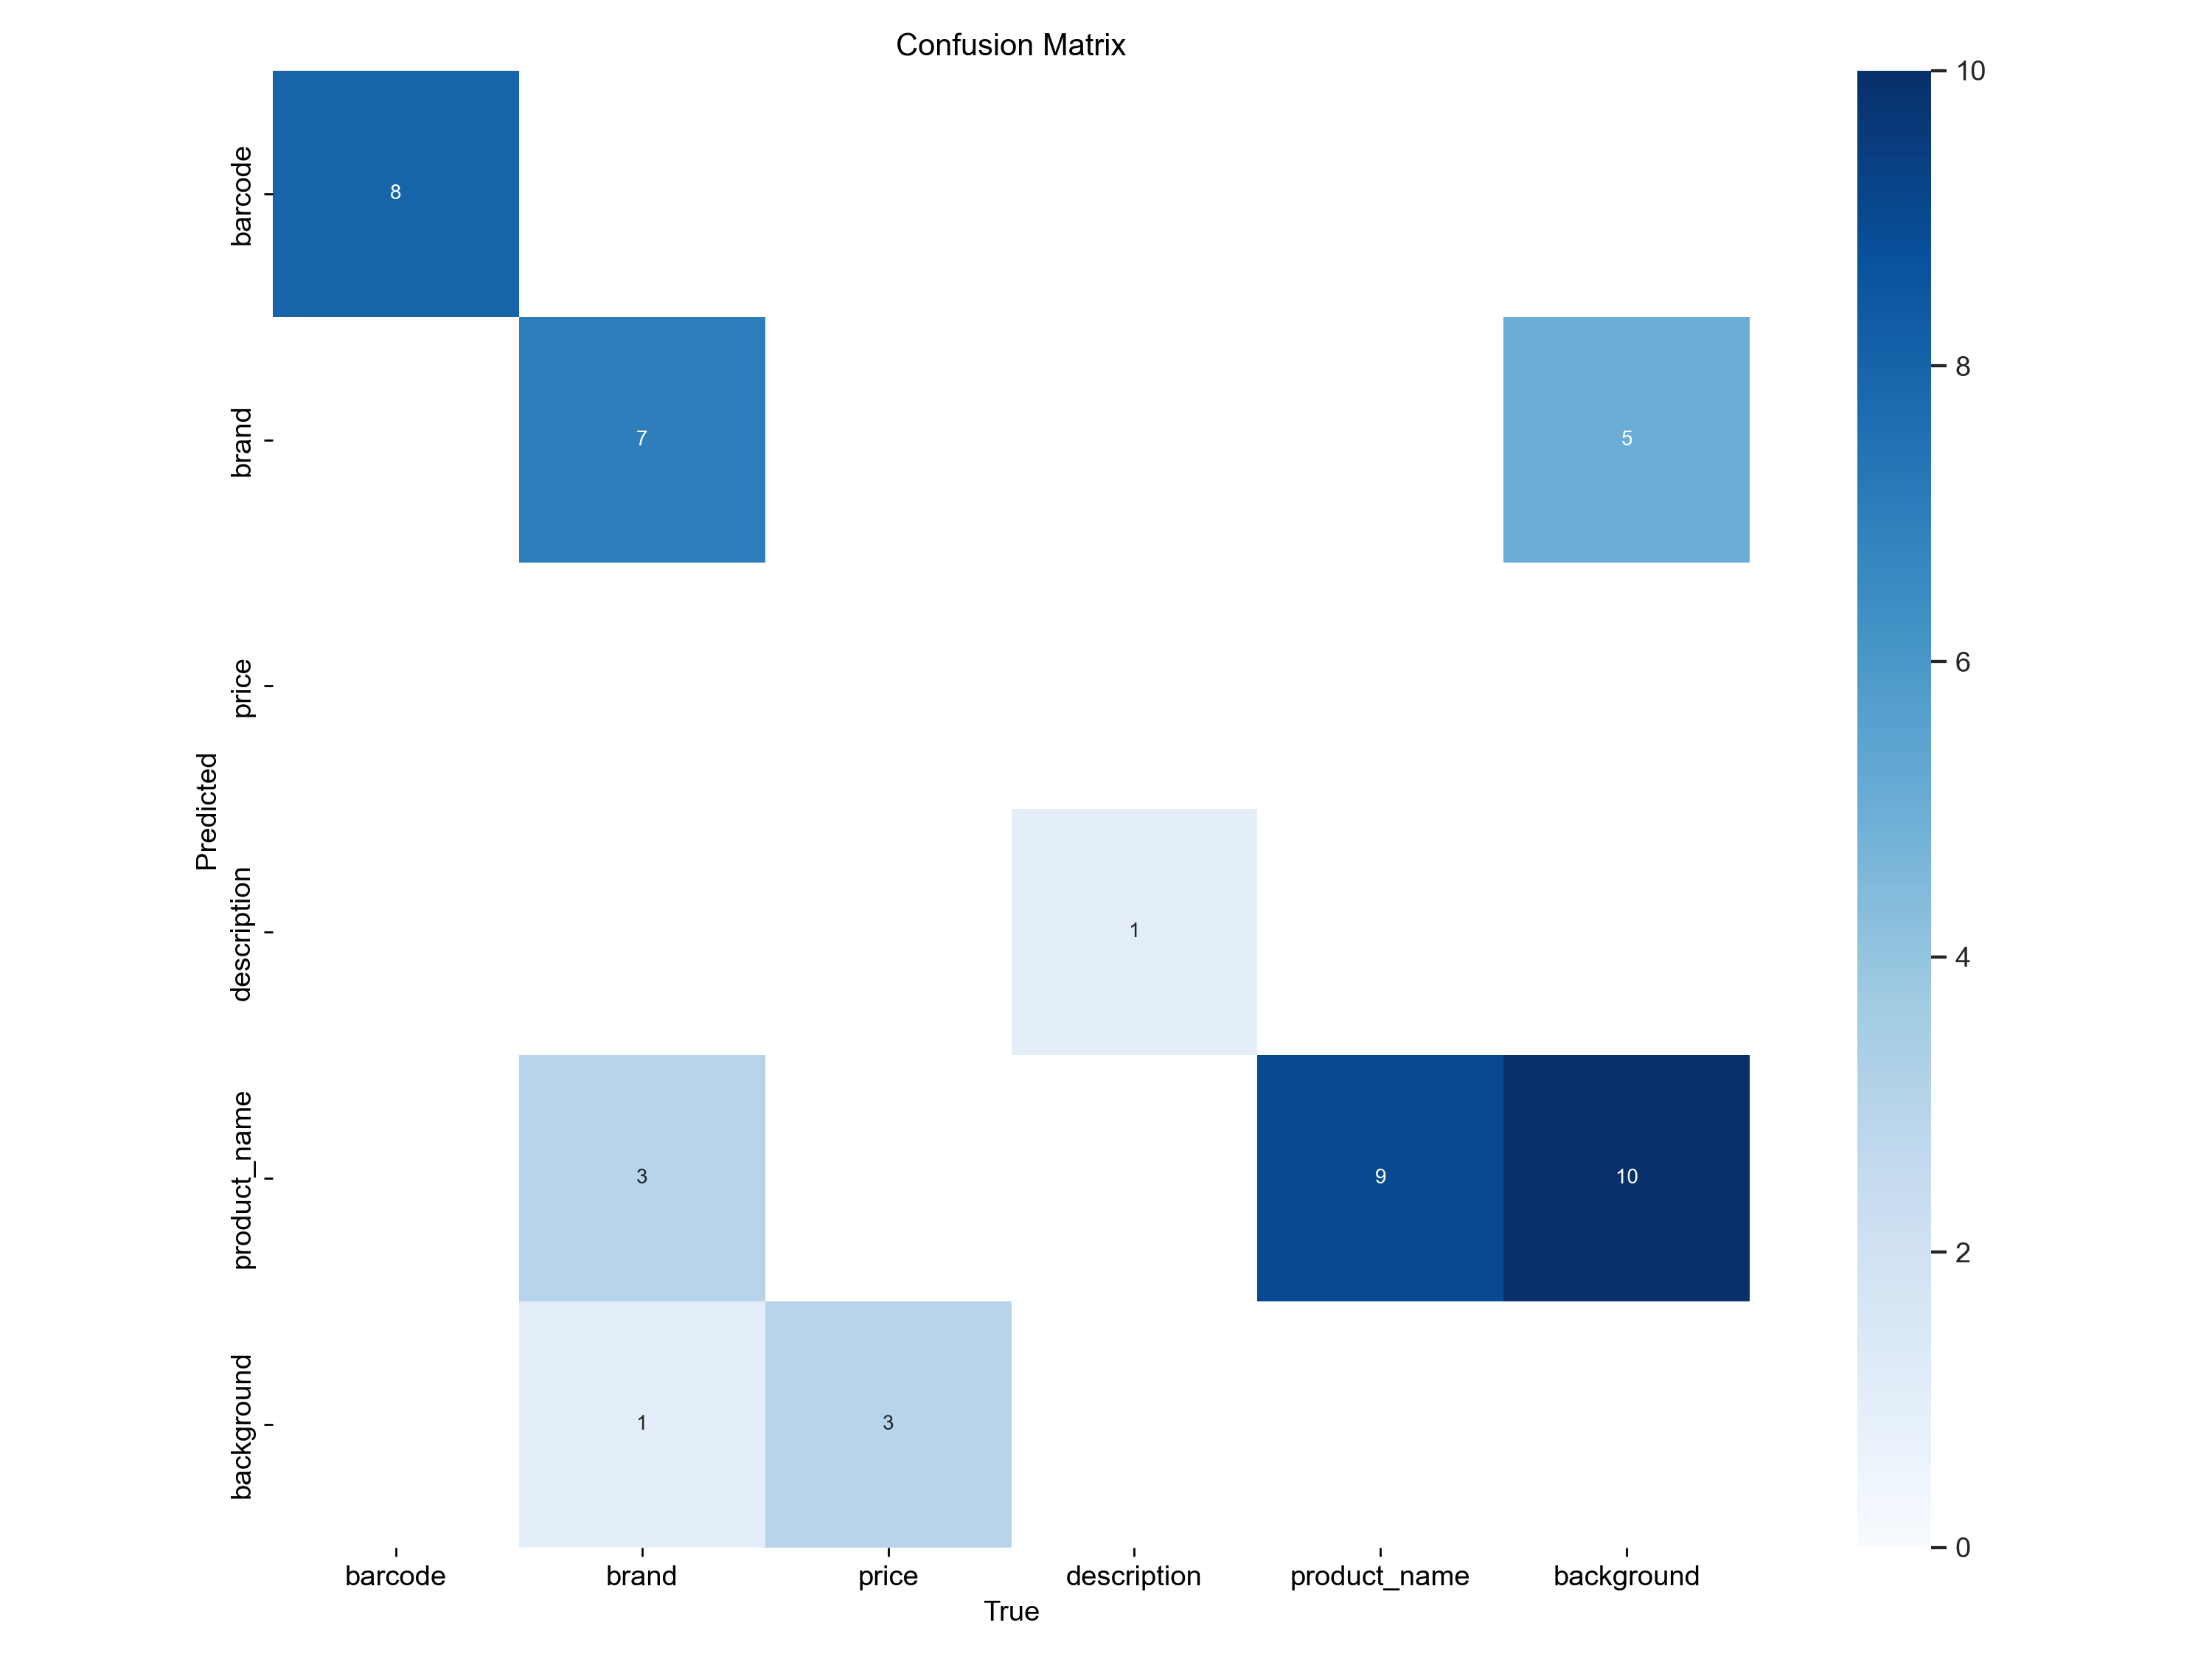 Confusion Matrix
barcode
brand
price
description
product_name
background
Predicted
8
7
5
1
3
9
10
1
3
barcode
brand
price
description
product_name
background
True
10
8
6
4
2
0